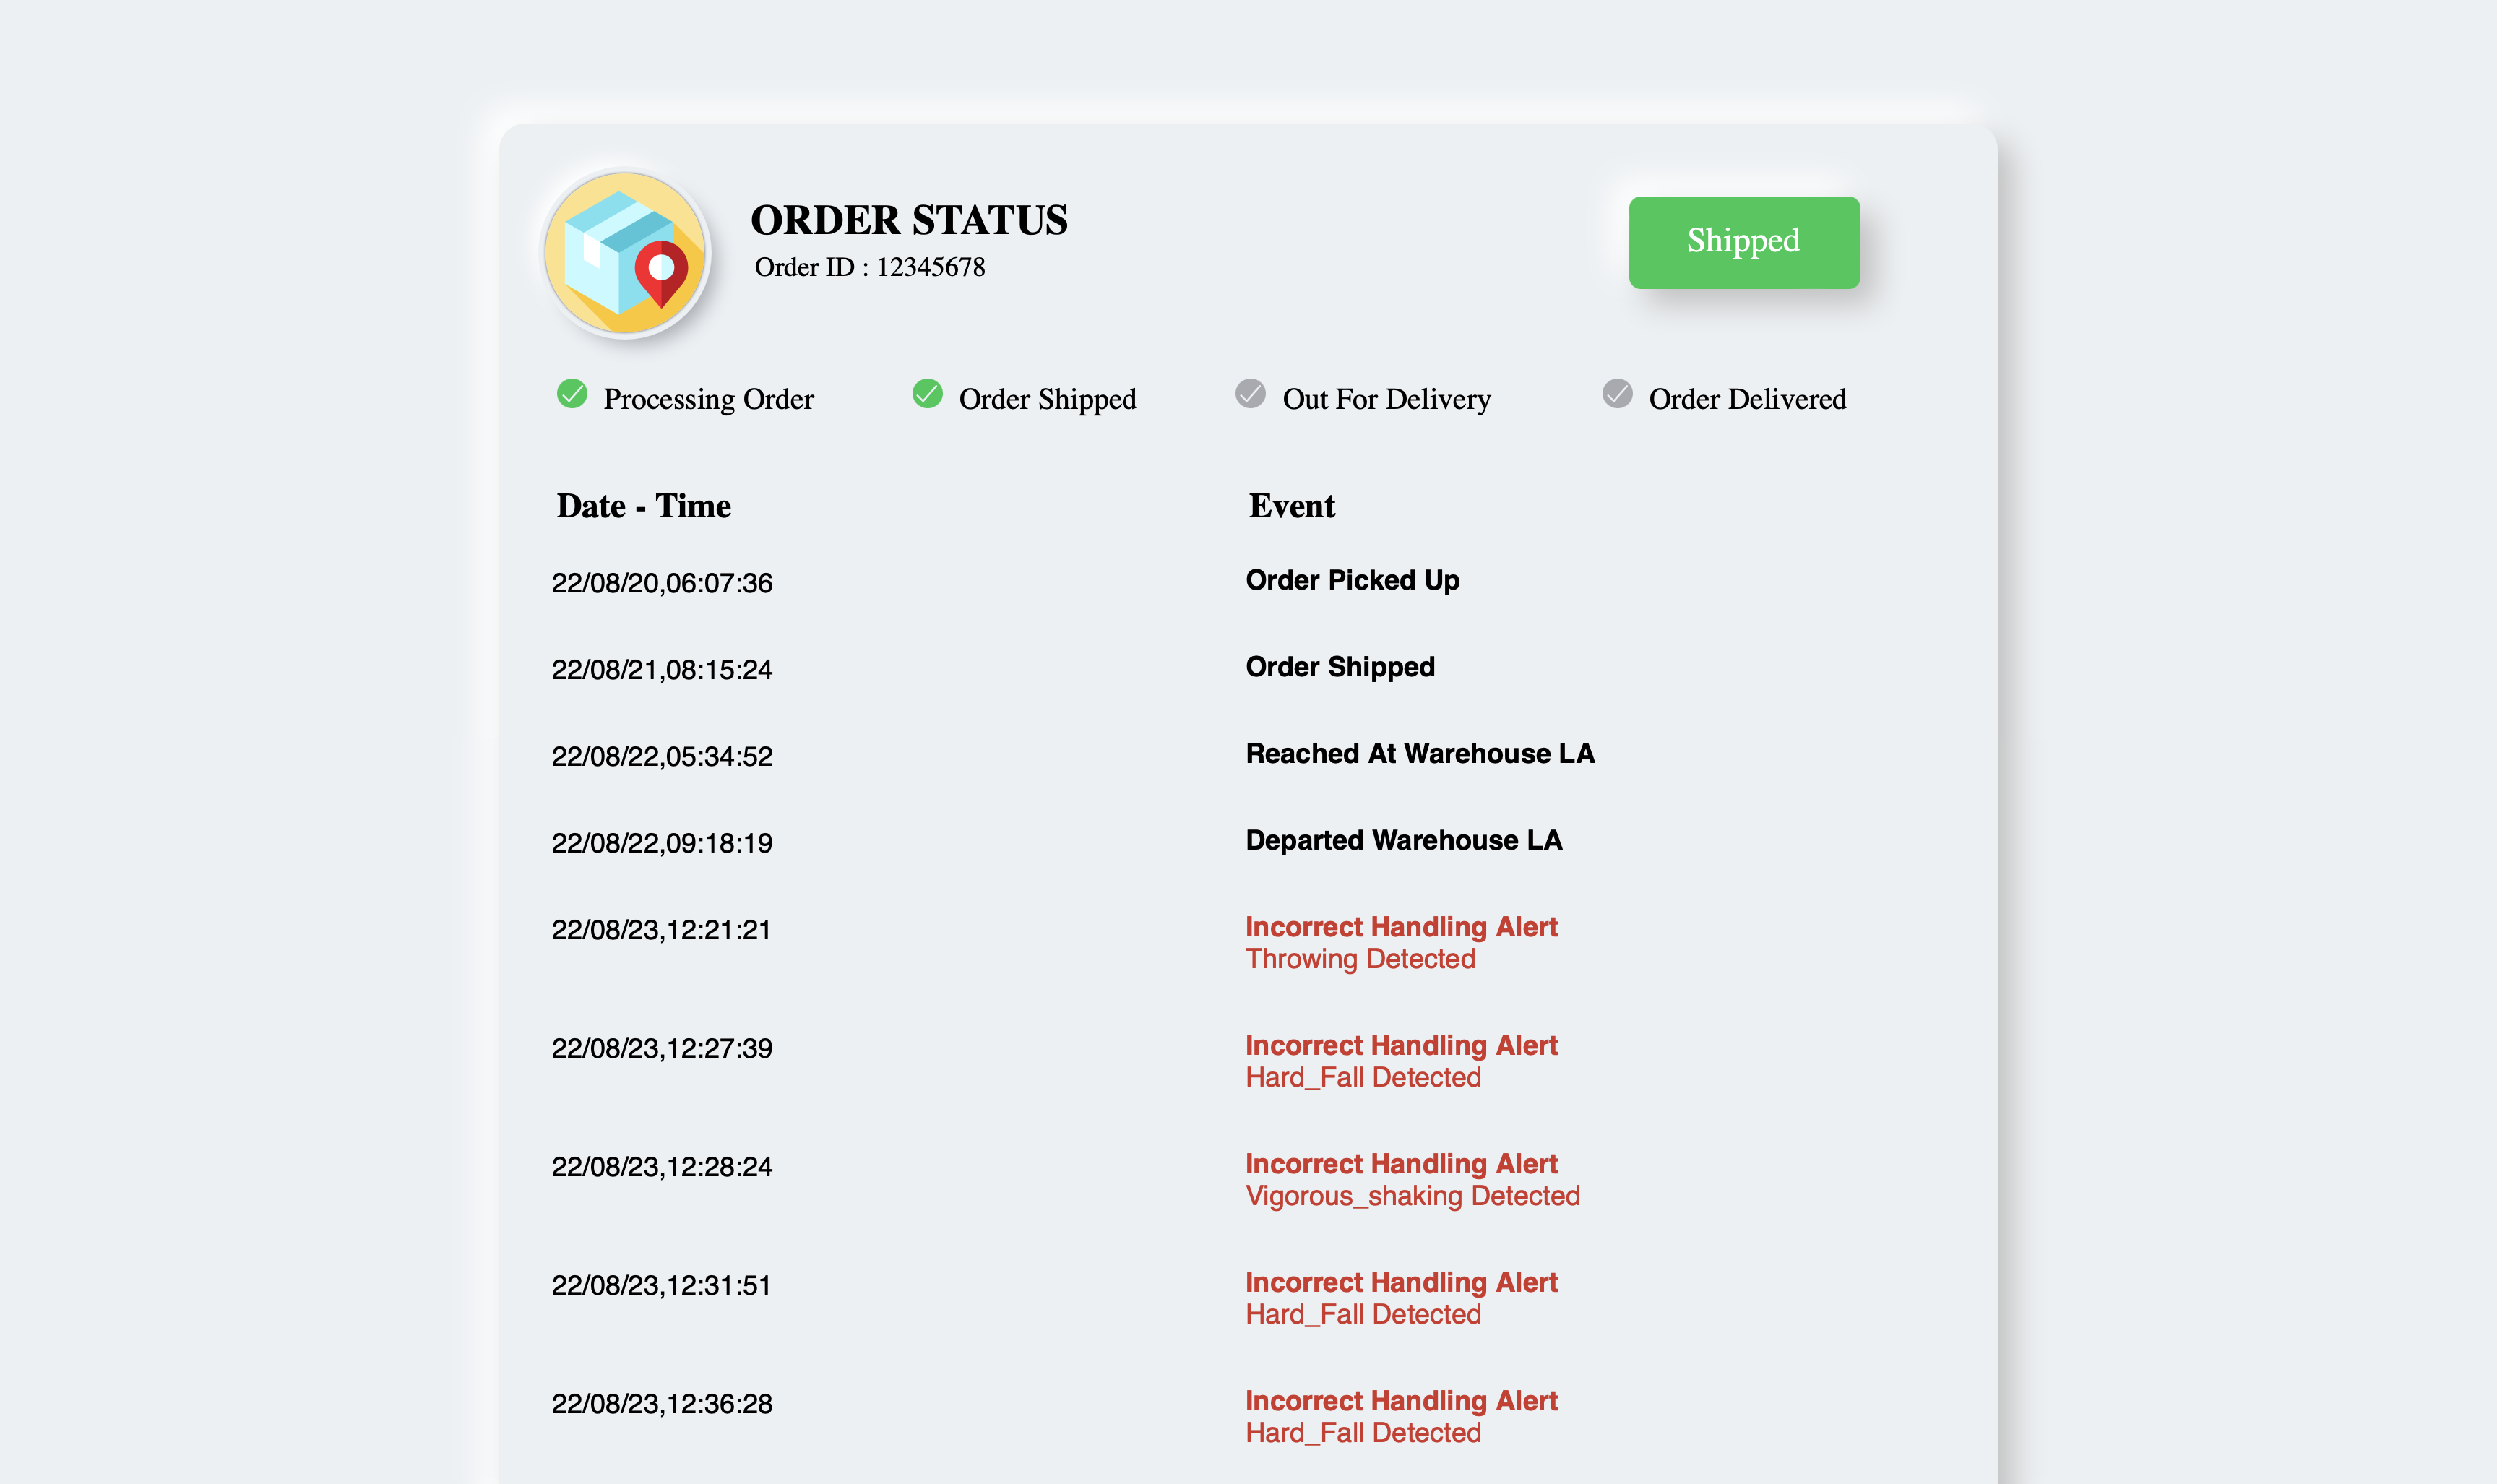 ORDER STATUS
Order ID : 12345678
Shipped
Processing Order
Order Shipped
Out For Delivery
Order Delivered
Date - Time
Event
22/08/20,06:07:36
Order Picked Up
22/08/21,08:15:24
Order Shipped
22/08/22,05:34:52
Reached At Warehouse LA
22/08/22,09:18:19
Departed Warehouse LA
22/08/23,12:21:21
Incorrect Handling Alert
Throwing Detected
22/08/23,12:27:39
Incorrect Handling Alert
Hard_Fall Detected
22/08/23,12:28:24
Incorrect Handling Alert
Vigorous_shaking Detected
22/08/23,12:31:51
Incorrect Handling Alert
Hard_Fall Detected
22/08/23,12:36:28
Incorrect Handling Alert
Hard_Fall Detected